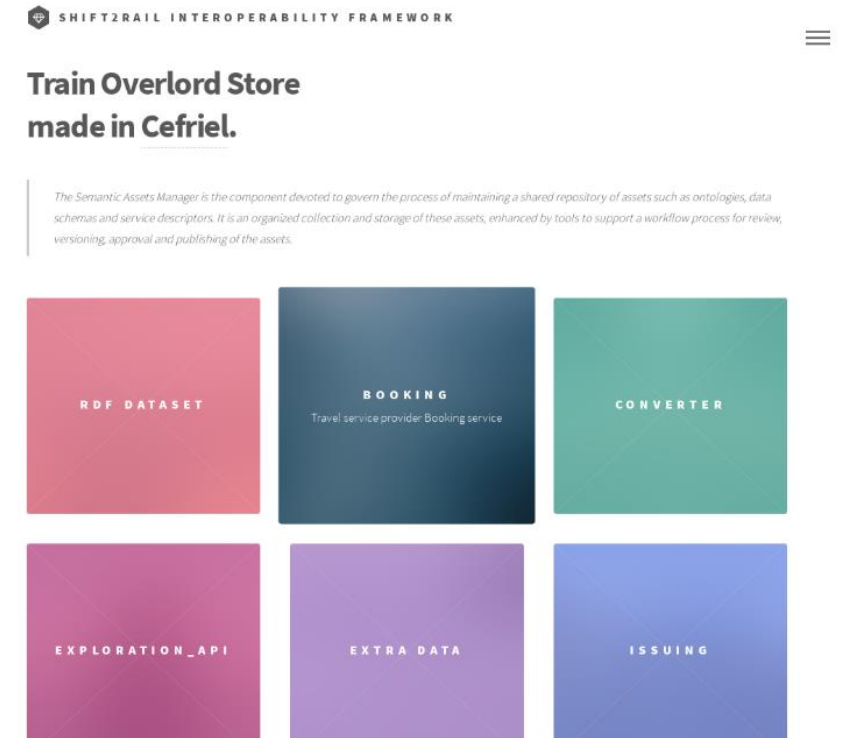 SHIFT2RAIL INTEROPERABILITY FRAMEWORK
Train Overlord Store
made in Cefriel.
The Semantic Assets Manager is the component devoted to govern the process of maintaining a shared repository of assets such as ontologies, data
schemas and service descriptors. It is an organized collection and storage of these assets, enhanced by tools to support a workflow process for review,
versioning, approval and publishing of the assets.
RDF DATASET
BOOKING
Travel service provider Booking service
CONVERTER
EXPLORATION_API
EXTRA DATA
ISSUING